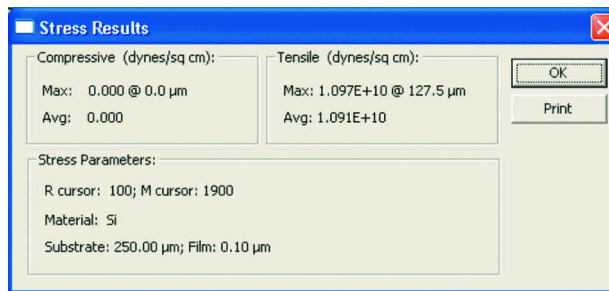 Stress Results
Compressive (dynes/sq cm):
Max: 0.000 @ 0.0 µm
Avg: 0.000
Tensile (dynes/sq cm):
Max: 1.097E+10 @ 127.5 µm
Avg: 1.091E+10
OK
Print
Stress Parameters:
R cursor: 100; M cursor: 1900
Material: Si
Substrate: 250.00 µm; Film: 0.10 µm